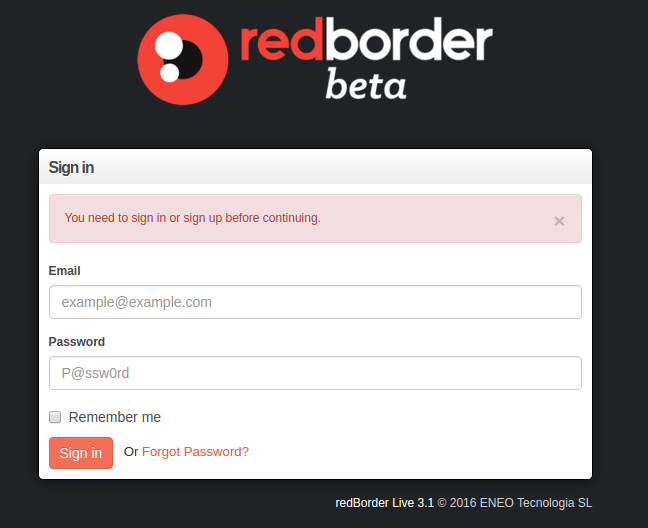 redborder
beta
Sign in
You need to sign in or sign up before continuing.
×
Email
example@example.com
Password
P@ssw0rd
Remember me
Sign in Or Forgot Password?
redBorder Live 3.1 © 2016 ENEO Tecnologia SL